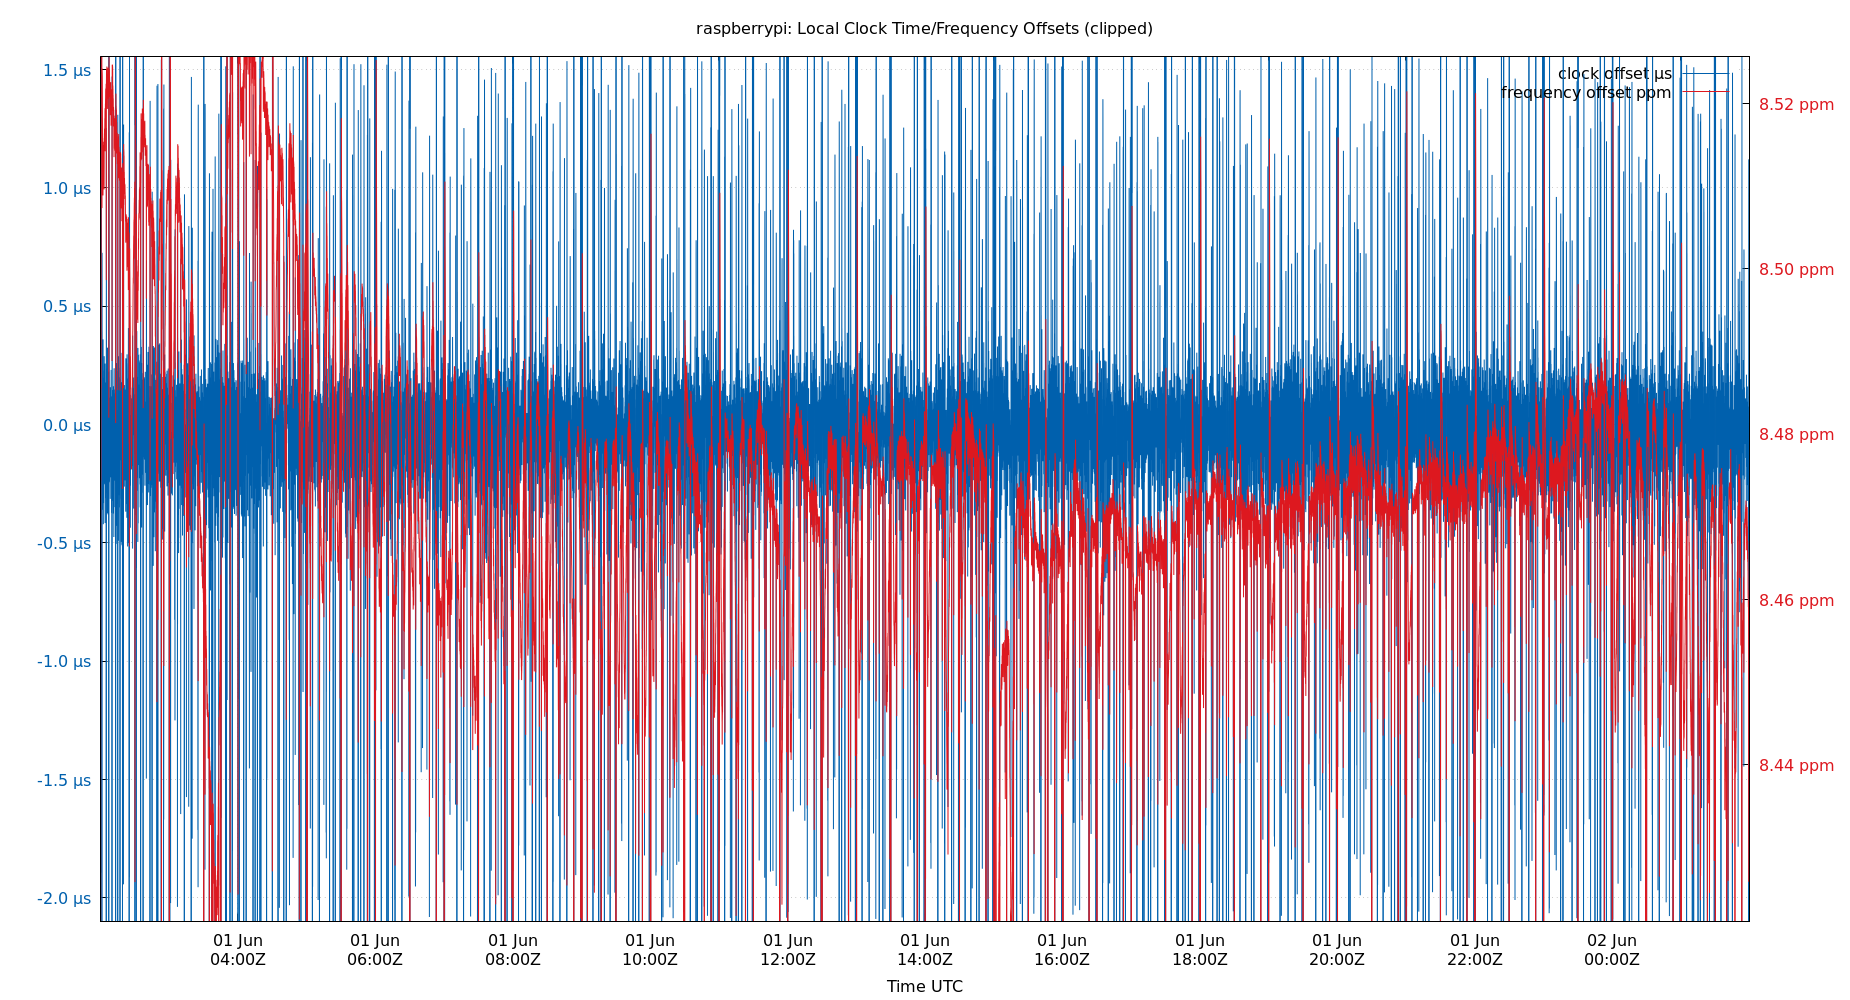 raspberrypi: Local Clock Time/Frequency Offsets (clipped)
clock offset µs
frequency offset ppm
1.5 µs
1.0 µs
0.5 µs
0.0 µs
-0.5 µs
-1.0 µs
-1.5 µs
-2.0 µs
8.52 ppm
8.50 ppm
8.48 ppm
8.46 ppm
8.44 ppm
01 Jun
04:00Z
01 Jun
06:00Z
01 Jun
08:00Z
01 Jun
10:00Z
01 Jun
12:00Z
01 Jun
14:00Z
01 Jun
16:00Z
01 Jun
18:00Z
01 Jun
20:00Z
01 Jun
22:00Z
02 Jun
00:00Z
Time UTC